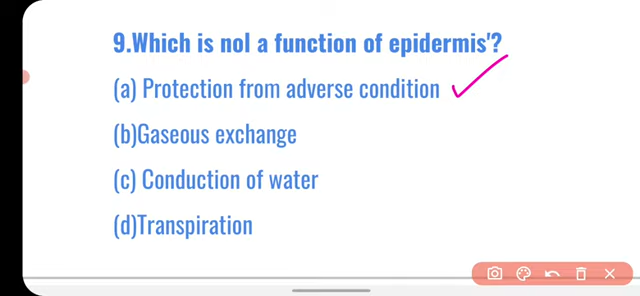 9.Which is nol a function of epidermis'?
(a) Protection from adverse condition
(b)Gaseous exchange
(c) Conduction of water
(d)Transpiration